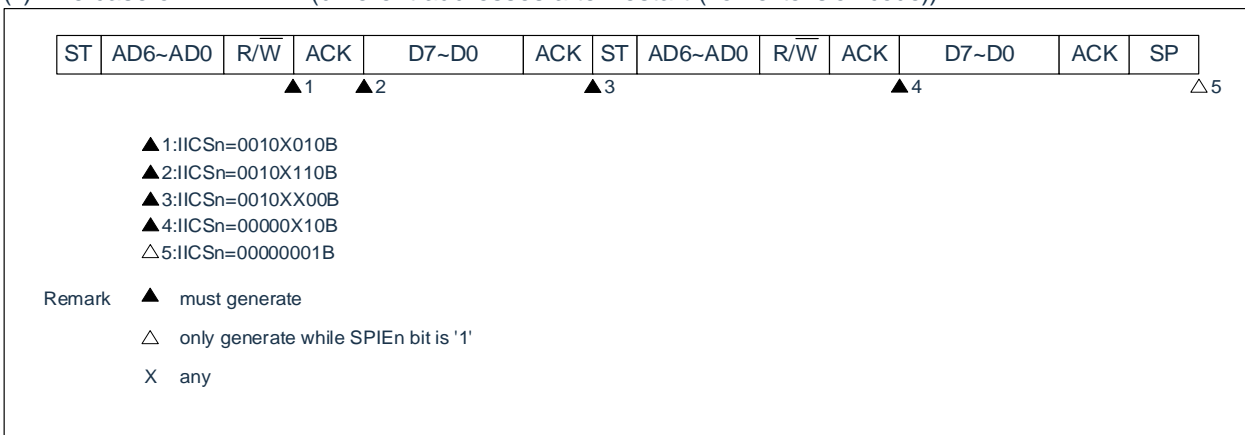 ST AD6~AD0 R/W ACK D7~D0 ACK ST AD6~AD0 R/W ACK D7~D0 ACK SP
▲1 ▲2 ▲3 ▲4 △5
▲1:IICSn=0010X010B
▲2:IICSn=0010X110B
▲3:IICSn=0010XX00B
▲4:IICSn=00000X10B
△5:IICSn=00000001B
Remark ▲ must generate
△ only generate while SPIEn bit is '1'
X any